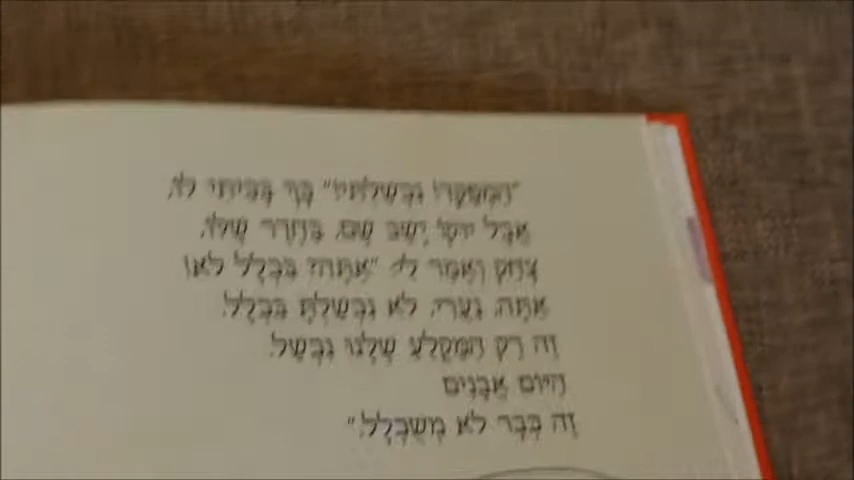 "הַמְפַקֵּד! נִכְשַׁלְתִּי!" כָּךְ בָּכִיתִי לוֹ,
אֲבָל יוֹסִי יָשַׁב שָׁם, בַּחֶדֶר שֶׁלּוֹ,
צָחַק וְאָמַר לִי: "אַתָּה? בִּכְלָל לֹא!
אַתָּה, נַעֲרִי, לֹא נִכְשַׁלְתָּ בִּכְלָל.
זֶה רַק הַמִּקְלָע שֶׁלָּנוּ נִכְשַׁל.
הַיּוֹם אֲבָנִים
זֶה כְּבָר לֹא מְשֻׁכְלָל."